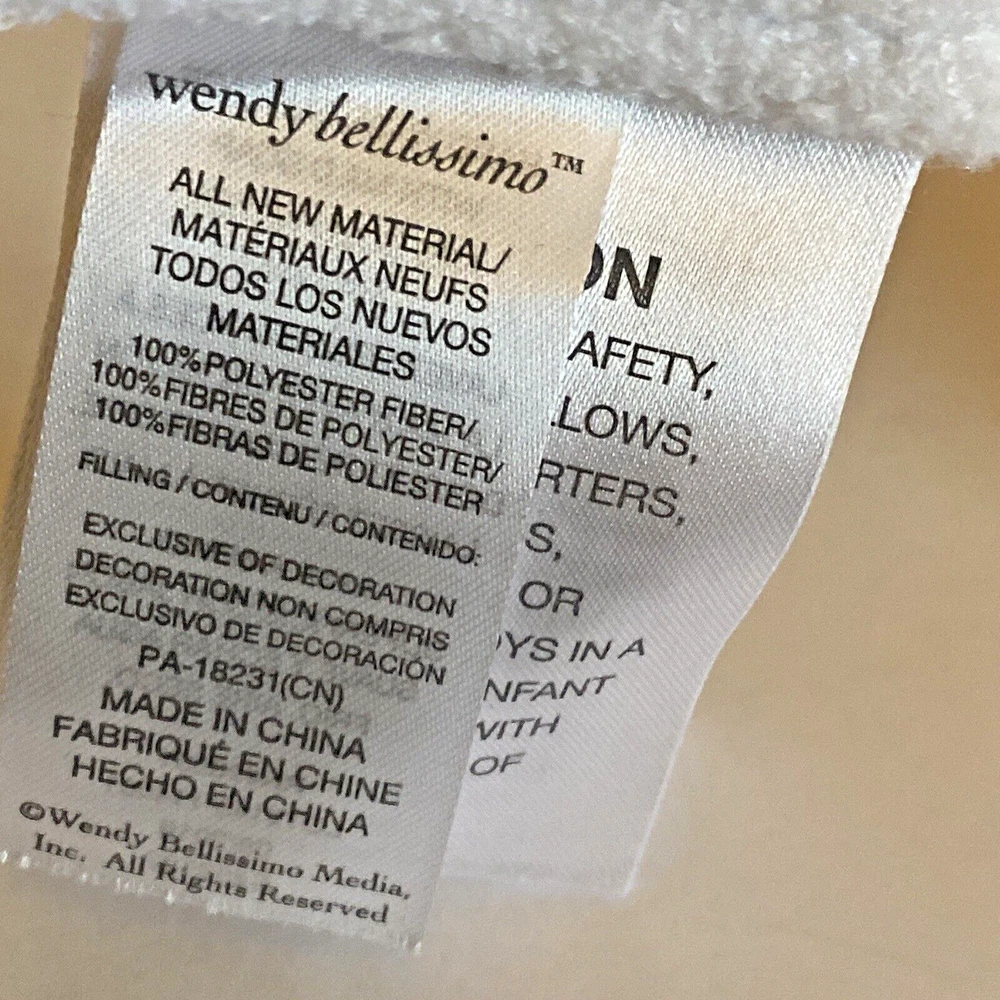 wendy bellissimo™
ALL NEW MATERIAL/
MATÉRIAUX NEUFS
TODOS LOS NUEVOS
MATERIALES
100%POLYESTER FIBER/
100%FIBRES DE POLYESTER/
100%FIBRAS DE POLIESTER
FILLING / CONTENU / CONTENIDO:
EXCLUSIVE OF DECORATION
DECORATION NON COMPRIS
EXCLUSIVO DE DECORACIÓN
PA-18231(CN)
MADE IN CHINA
FABRIQUÉ EN CHINE
HECHO EN CHINA
©Wendy Bellissimo Media,
Inc. All Rights Reserved
ON
AFETY,
LLOWS,
RTERS,
S,
OR
OYS IN A
NFANT
WITH
OF